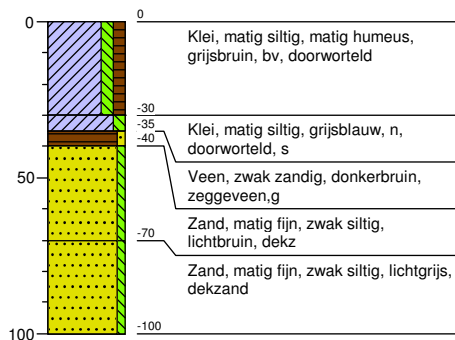 0
0
Klei, matig siltig, matig humeus,
grijsbruin, bv, doorworteld
-30
-35
Klei, matig siltig, grijsblauw, n,
doorworteld, s
-40
50
Veen, zwak zandig, donkerbruin,
zeggeveen,g
Zand, matig fijn, zwak siltig,
lichtbruin, dekz
-70
Zand, matig fijn, zwak siltig, lichtgrijs,
dekzand
100
-100